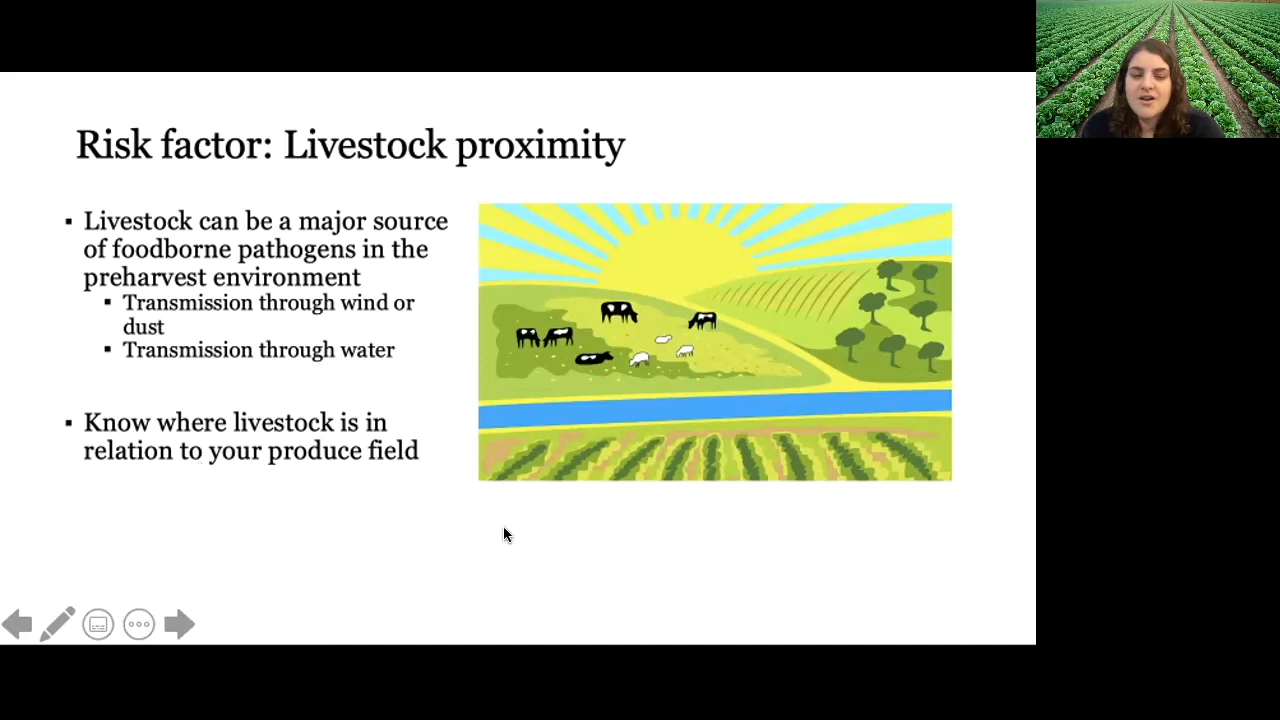 Risk factor: Livestock proximity
Livestock can be a major source
of foodborne pathogens in the
preharvest environment
Transmission through wind or
dust
Transmission through water
Know where livestock is in
relation to your produce field